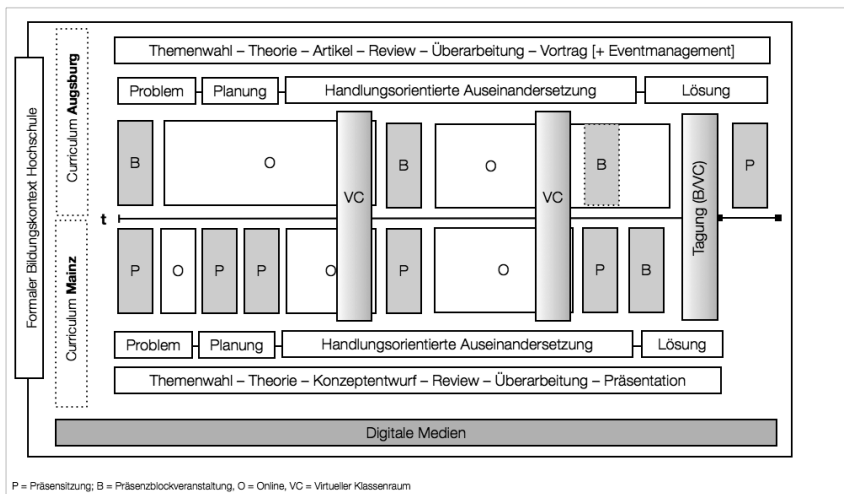 Formaler Bildungskontext Hochschule
Curriculum Augsburg
Themenwahl – Theorie – Artikel – Review – Überarbeitung – Vortrag [+ Eventmanagement]
Problem Planung Handlungsorientierte Auseinandersetzung Lösung
B O VC B O VC B Tagung (B/VC) P
t
Curriculum Mainz
P O P P O P O P B
Problem Planung Handlungsorientierte Auseinandersetzung Lösung
Themenwahl – Theorie – Konzeptentwurf – Review – Überarbeitung – Präsentation
Digitale Medien
P = Präsensitzung; B = Präsenzblockveranstaltung, O = Online, VC = Virtueller Klassenraum